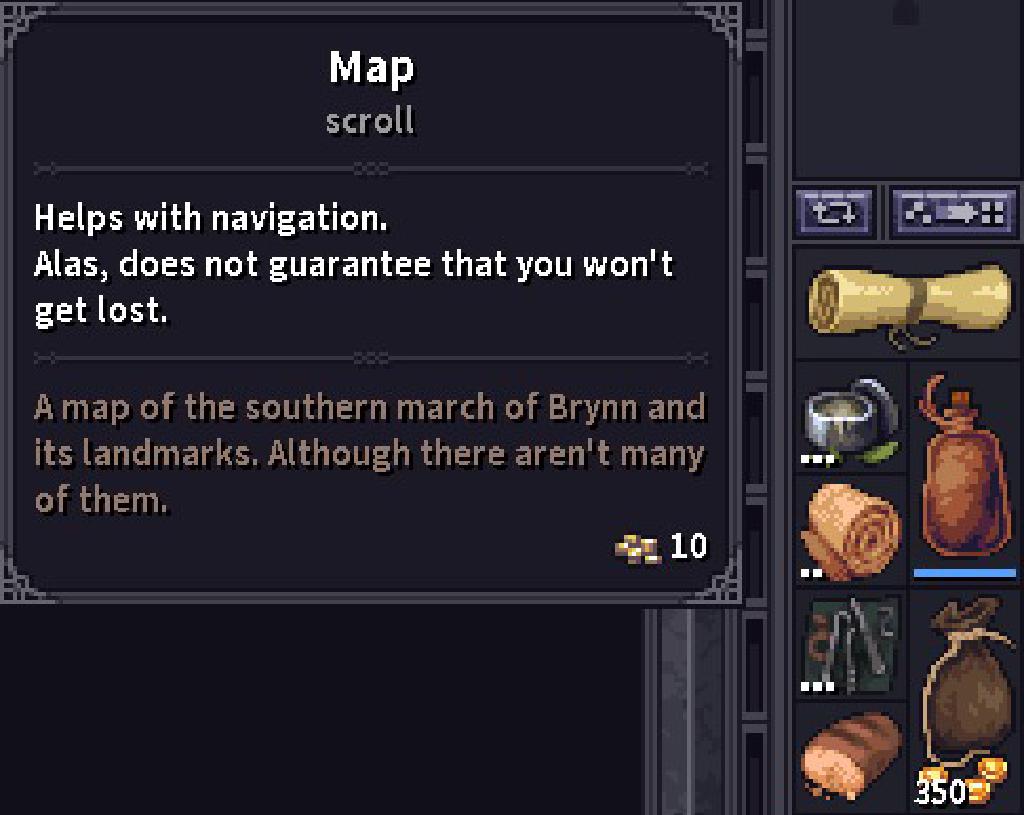 Map
scroll
Helps with navigation.
Alas, does not guarantee that you won't
get lost.
A map of the southern march of Brynn and
its landmarks. Although there aren't many
of them.
10
350